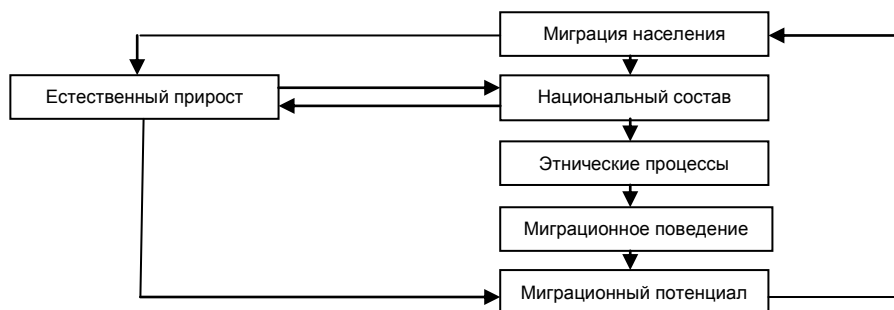 Миграция населения
Естественный прирост
Национальный состав
Этнические процессы
Миграционное поведение
Миграционный потенциал